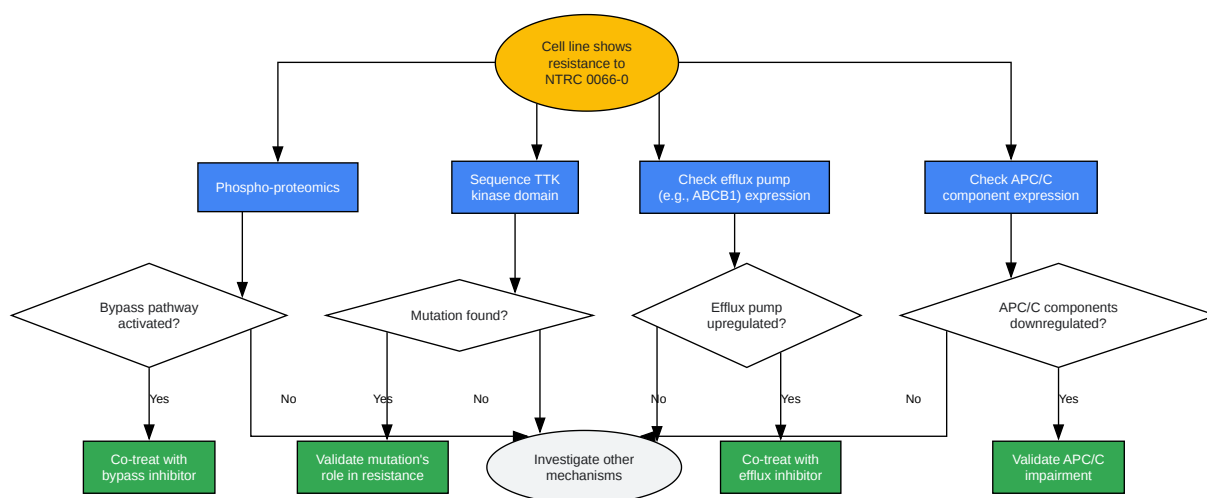 Cell line shows
resistance to
NTRC 0066-0
Phospho-proteomics
Sequence TTK
kinase domain
Check efflux pump
(e.g., ABCB1) expression
Check APC/C
component expression
Bypass pathway
activated?
Mutation found?
Efflux pump
upregulated?
APC/C components
downregulated?
Yes
No
Yes
No
No
Yes
No
Yes
Co-treat with
bypass inhibitor
Validate mutation's
role in resistance
Investigate other
mechanisms
Co-treat with
efflux inhibitor
Validate APC/C
impairment